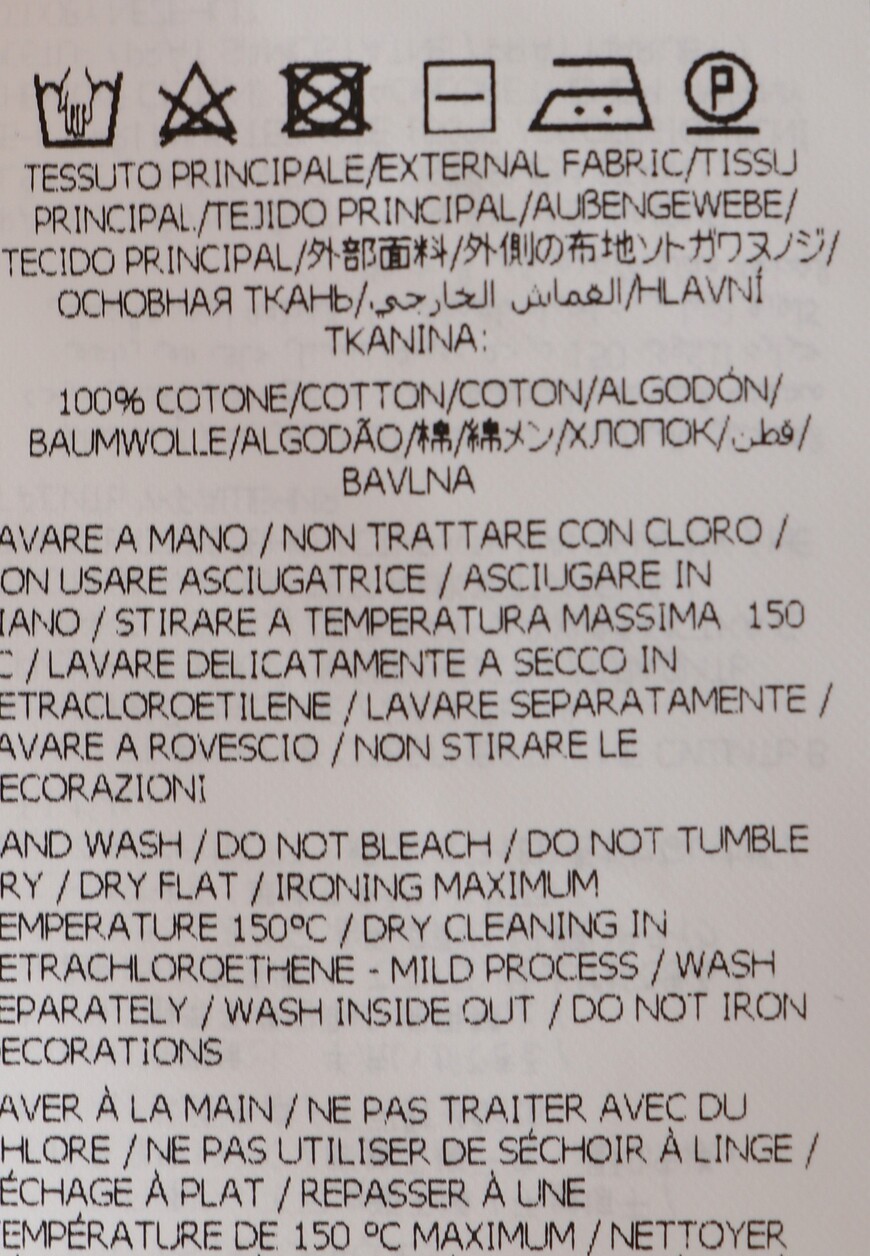 P
TESSUTO PRINCIPALE/EXTERNAL FABRIC/TISSU
PRINCIPAL/TEJIDO PRINCIPAL/AUßENGEWEBE/
TECIDO PRINCIPAL/外部面料/外側の布地ソトガワヌノジ/
ОСНОВНАЯ ТКАНЬ/القماش الخارجي/HLAVNÍ
TKANINA:
100% COTONE/COTTON/COTON/ALGODÓN/
BAUMWOLLE/ALGODÃO/棉/綿メン/ХЛОПОК/قطن/
BAVLNA
AVARE A MANO / NON TRATTARE CON CLORO /
ON USARE ASCIUGATRICE / ASCIUGARE IN
IANO / STIRARE A TEMPERATURA MASSIMA 150
C / LAVARE DELICATAMENTE A SECCO IN
ETRACLOROETILENE / LAVARE SEPARATAMENTE /
AVARE A ROVESCIO / NON STIRARE LE
ECORAZIONI
AND WASH / DO NOT BLEACH / DO NOT TUMBLE
RY / DRY FLAT / IRONING MAXIMUM
EMPERATURE 150°C / DRY CLEANING IN
ETRACHLOROETHENE - MILD PROCESS / WASH
EPARATELY / WASH INSIDE OUT / DO NOT IRON
ECORATIONS
AVER À LA MAIN / NE PAS TRAITER AVEC DU
HLORE / NE PAS UTILISER DE SÉCHOIR À LINGE /
ÉCHAGE À PLAT / REPASSER À UNE
EMPÉRATURE DE 150 °C MAXIMUM / NETTOYER